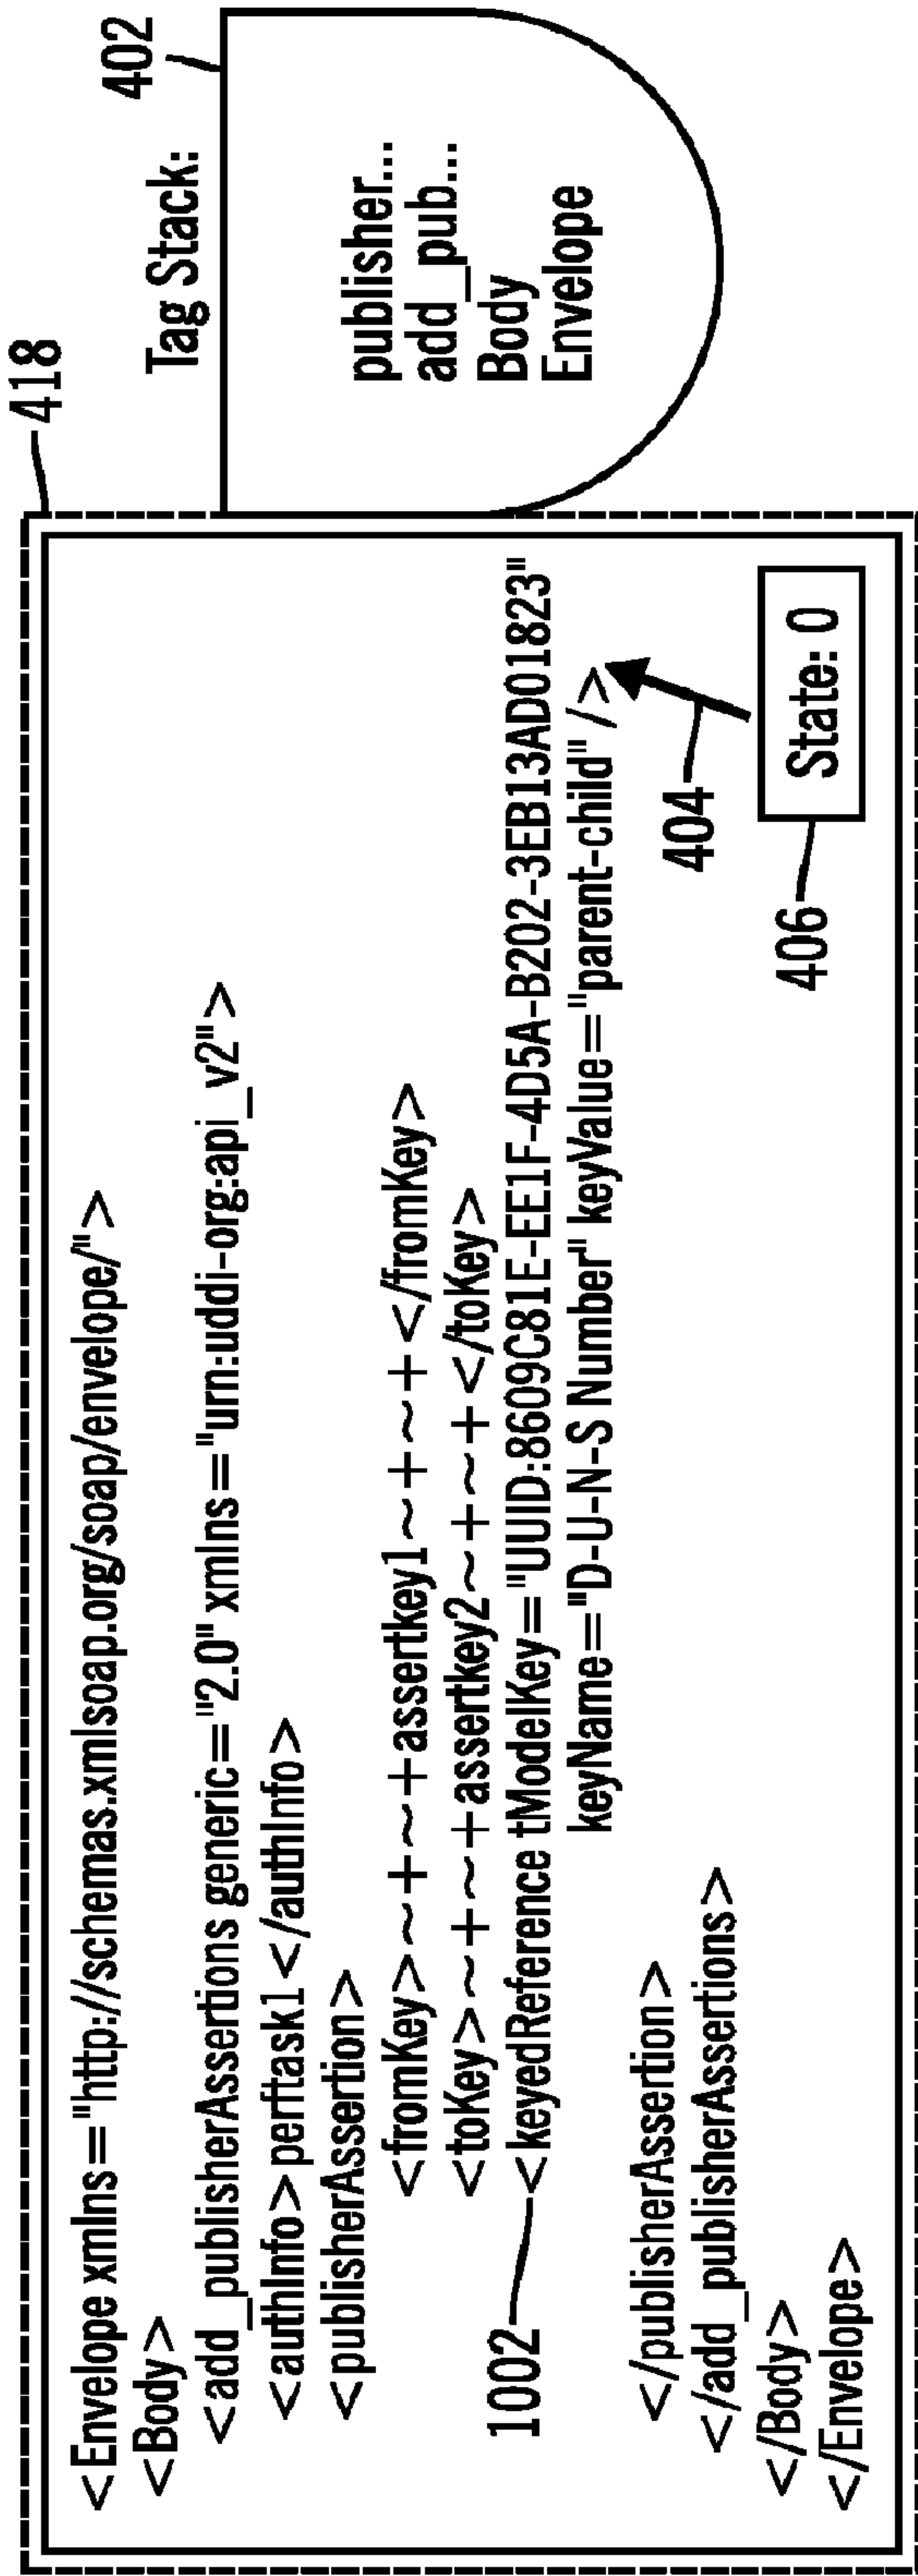 418
402
Tag Stack:
publisher...
add_pub...
Body
Envelope
<Envelope xmlns="http://schemas.xmlsoap.org/soap/envelope/">
<Body>
<add_publisherAssertions generic="2.0" xmlns="urn:uddi-org:api_v2">
<authInfo>perftask1</authInfo>
<publisherAssertion>
<fromKey>~+~+~+assertkey1~+~+~+</fromKey>
<toKey>~+~+~+assertkey2~+~+~+</toKey>
1002
<keyedReference tModelKey="UUID:8609C81E-EE1F-4D5A-B202-3EB13AD01823"
keyName="D-U-N-S Number" keyValue="parent-child" />
</publisherAssertion>
</add_publisherAssertions>
</Body>
</Envelope>
404
406
State: 0